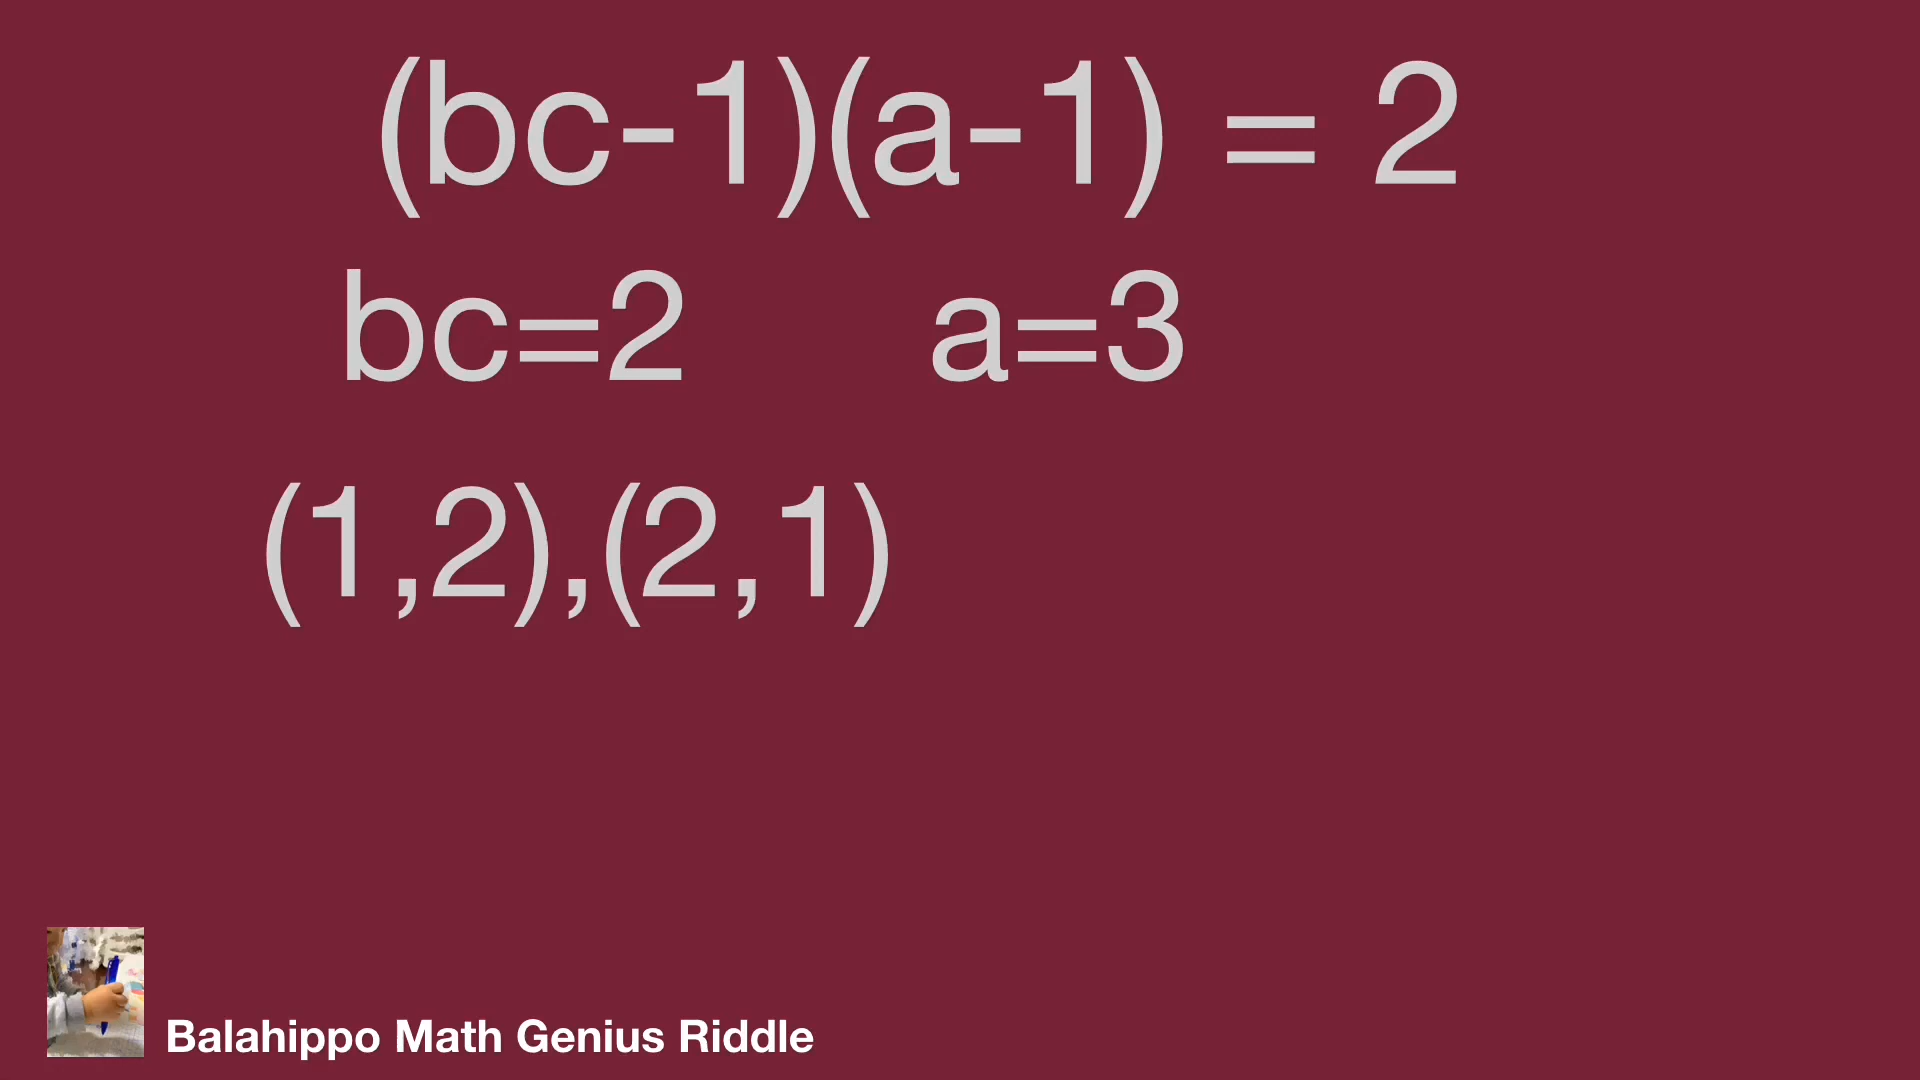 (bc-1)(a-1) = 2
bc=2 a=3
(1,2),(2,1)
Balahippo Math Genius Riddle